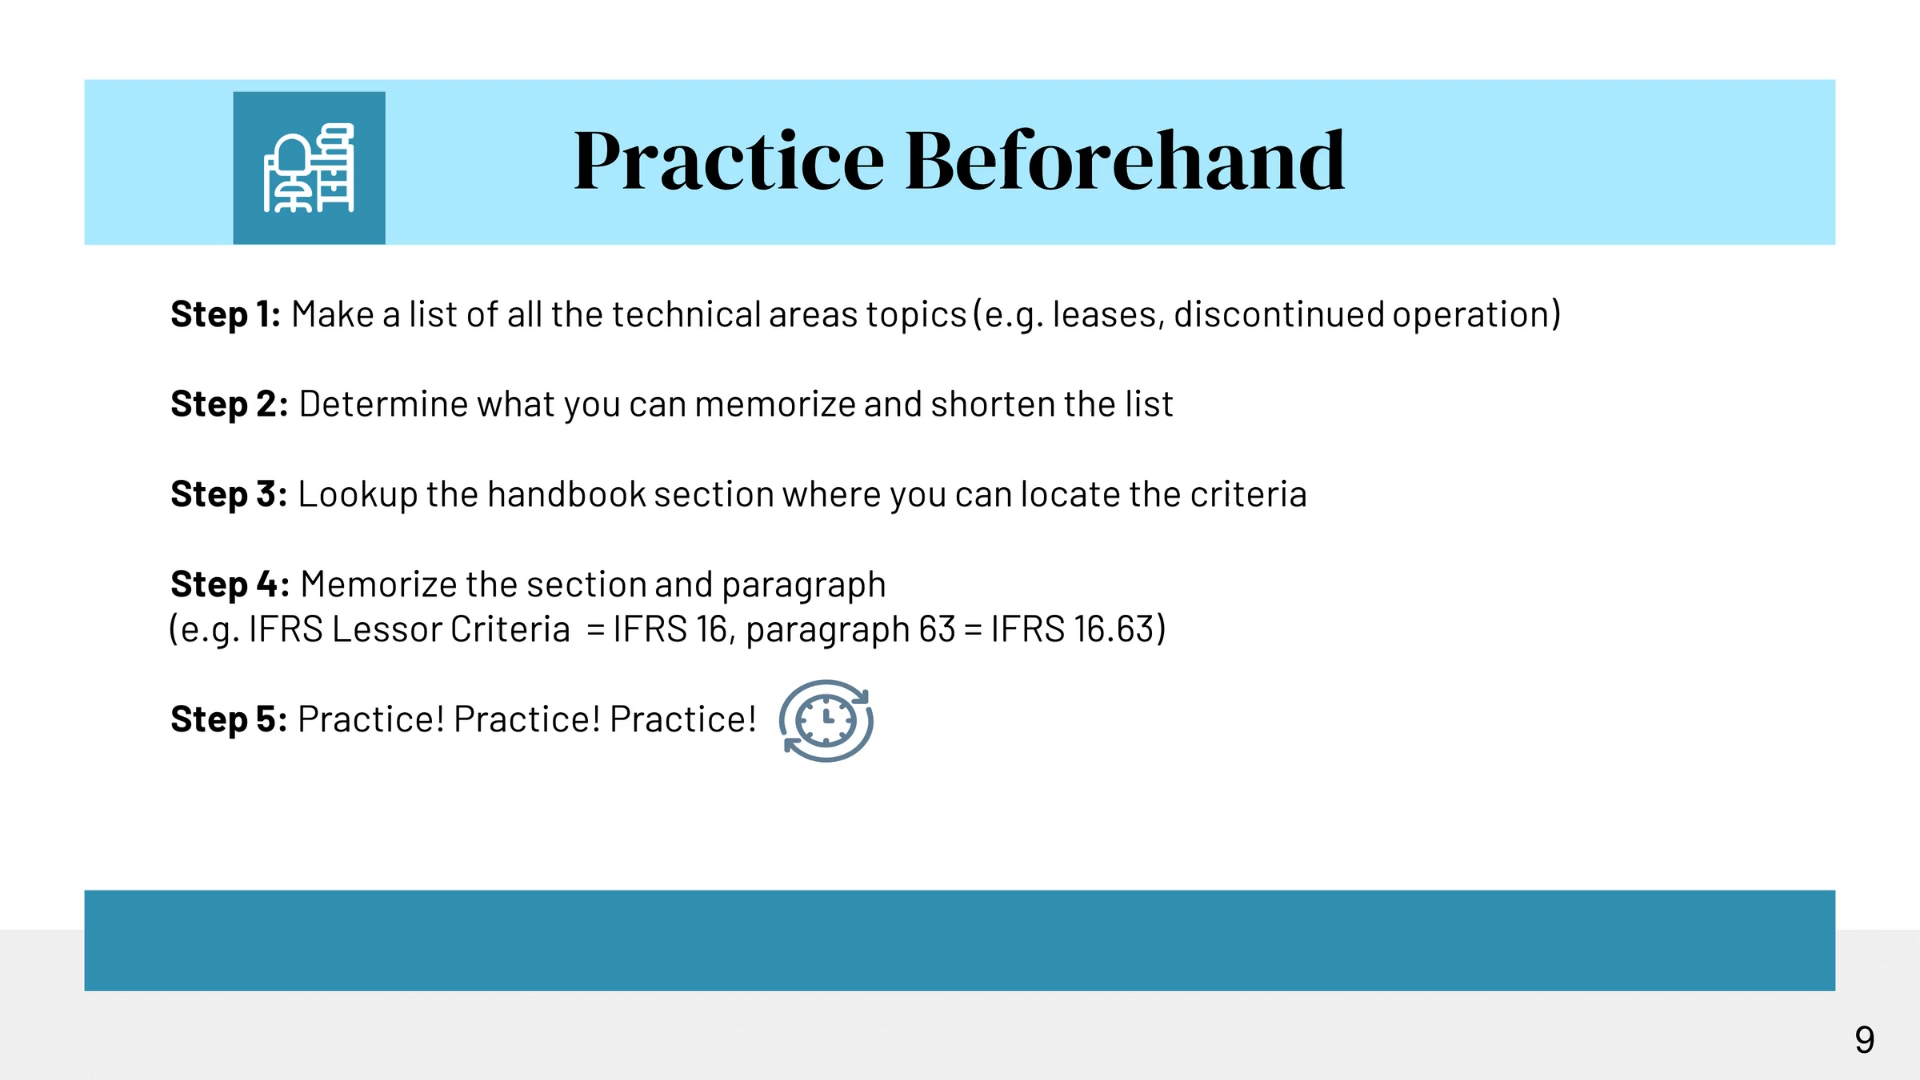 Practice Beforehand
Step 1: Make a list of all the technical areas topics (e.g. leases, discontinued operation)
Step 2: Determine what you can memorize and shorten the list
Step 3: Lookup the handbook section where you can locate the criteria
Step 4: Memorize the section and paragraph
(e.g. IFRS Lessor Criteria = IFRS 16, paragraph 63 = IFRS 16.63)
Step 5: Practice! Practice! Practice!
9